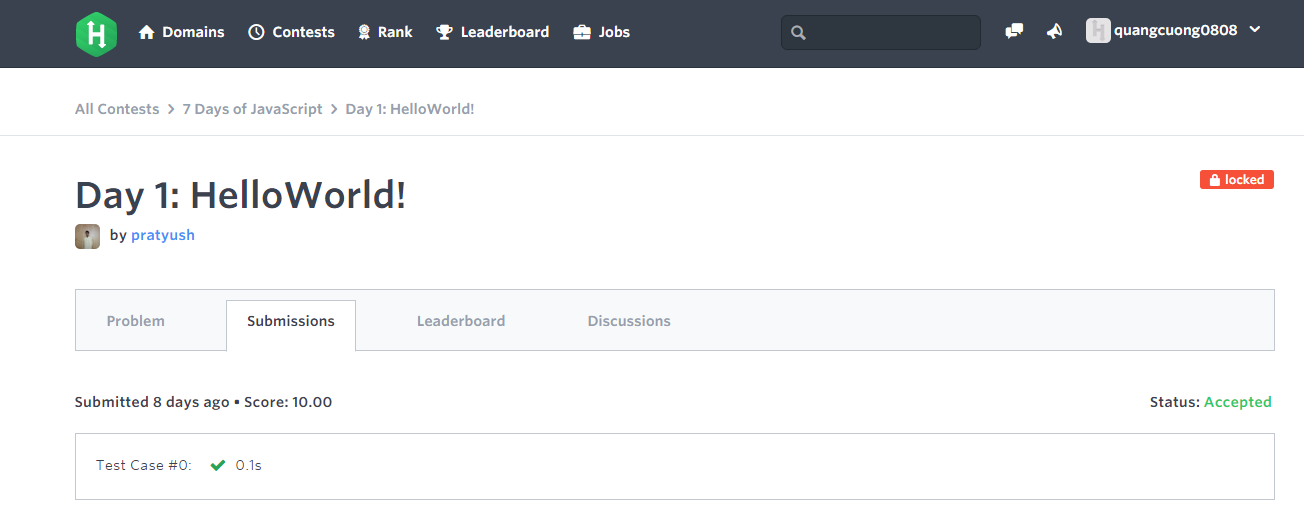 H Domains Contests Rank Leaderboard Jobs quangcuong0808
All Contests > 7 Days of JavaScript > Day 1: HelloWorld!
Day 1: HelloWorld!
locked
by pratyush
Problem Submissions Leaderboard Discussions
Submitted 8 days ago ▪ Score: 10.00 Status: Accepted
Test Case #0: ✔ 0.1s